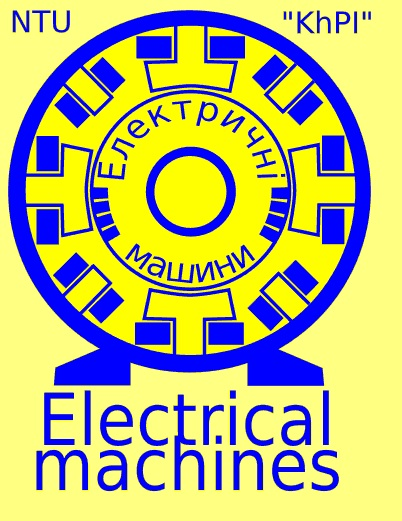 NTU "KhPI"
Електричні
машини
Electrical
machines